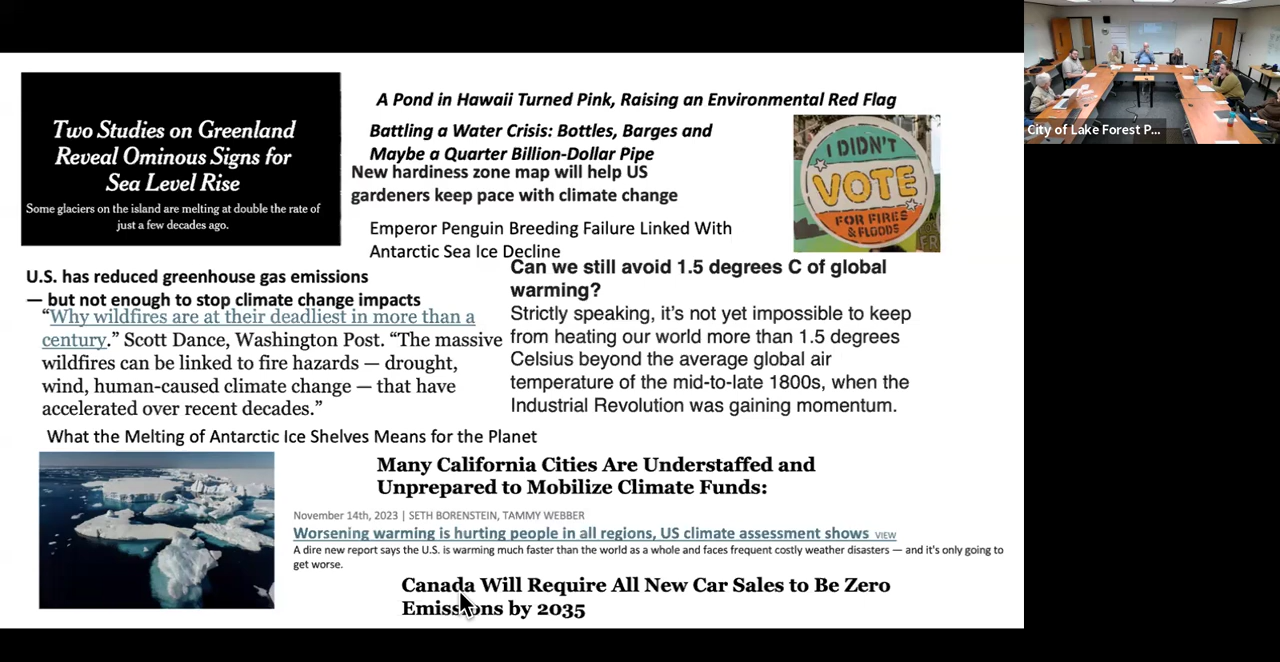 Two Studies on Greenland
Reveal Ominous Signs for
Sea Level Rise
Some glaciers on the island are melting at double the rate of
just a few decades ago.
A Pond in Hawaii Turned Pink, Raising an Environmental Red Flag
Battling a Water Crisis: Bottles, Barges and
Maybe a Quarter Billion-Dollar Pipe
New hardiness zone map will help US
gardeners keep pace with climate change
Emperor Penguin Breeding Failure Linked With
Antarctic Sea Ice Decline
I DIDN'T
VOTE
FOR FIRES
& FLOODS
City of Lake Forest P...
U.S. has reduced greenhouse gas emissions
— but not enough to stop climate change impacts
“Why wildfires are at their deadliest in more than a
century.” Scott Dance, Washington Post. “The massive
wildfires can be linked to fire hazards — drought,
wind, human-caused climate change — that have
accelerated over recent decades.”
Can we still avoid 1.5 degrees C of global
warming?
Strictly speaking, it’s not yet impossible to keep
from heating our world more than 1.5 degrees
Celsius beyond the average global air
temperature of the mid-to-late 1800s, when the
Industrial Revolution was gaining momentum.
What the Melting of Antarctic Ice Shelves Means for the Planet
Many California Cities Are Understaffed and
Unprepared to Mobilize Climate Funds:
November 14th, 2023 | SETH BORENSTEIN, TAMMY WEBBER
Worsening warming is hurting people in all regions, US climate assessment shows VIEW
A dire new report says the U.S. is warming much faster than the world as a whole and faces frequent costly weather disasters — and it's only going to
get worse.
Canada Will Require All New Car Sales to Be Zero
Emissions by 2035